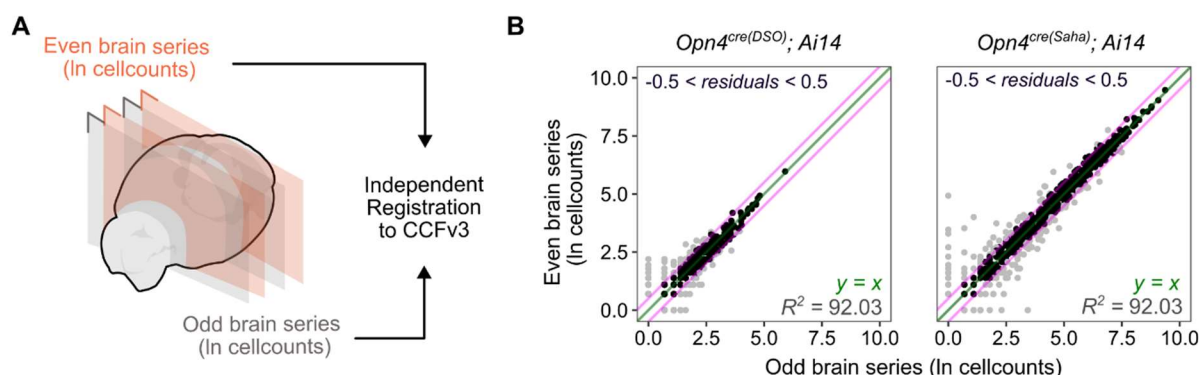 A
Even brain series
(ln cellcounts)
Independent
Registration
to CCFv3
Odd brain series
(ln cellcounts)
B
Opn4cre(DSO); Ai14
Opn4cre(Saha); Ai14
Even brain series
(ln cellcounts)
10.0
7.5
5.0
2.5
0.0
-0.5 < residuals < 0.5
y = x
R² = 92.03
0.0 2.5 5.0 7.5 10.0
-0.5 < residuals < 0.5
y = x
R² = 92.03
0.0 2.5 5.0 7.5 10.0
Odd brain series (ln cellcounts)